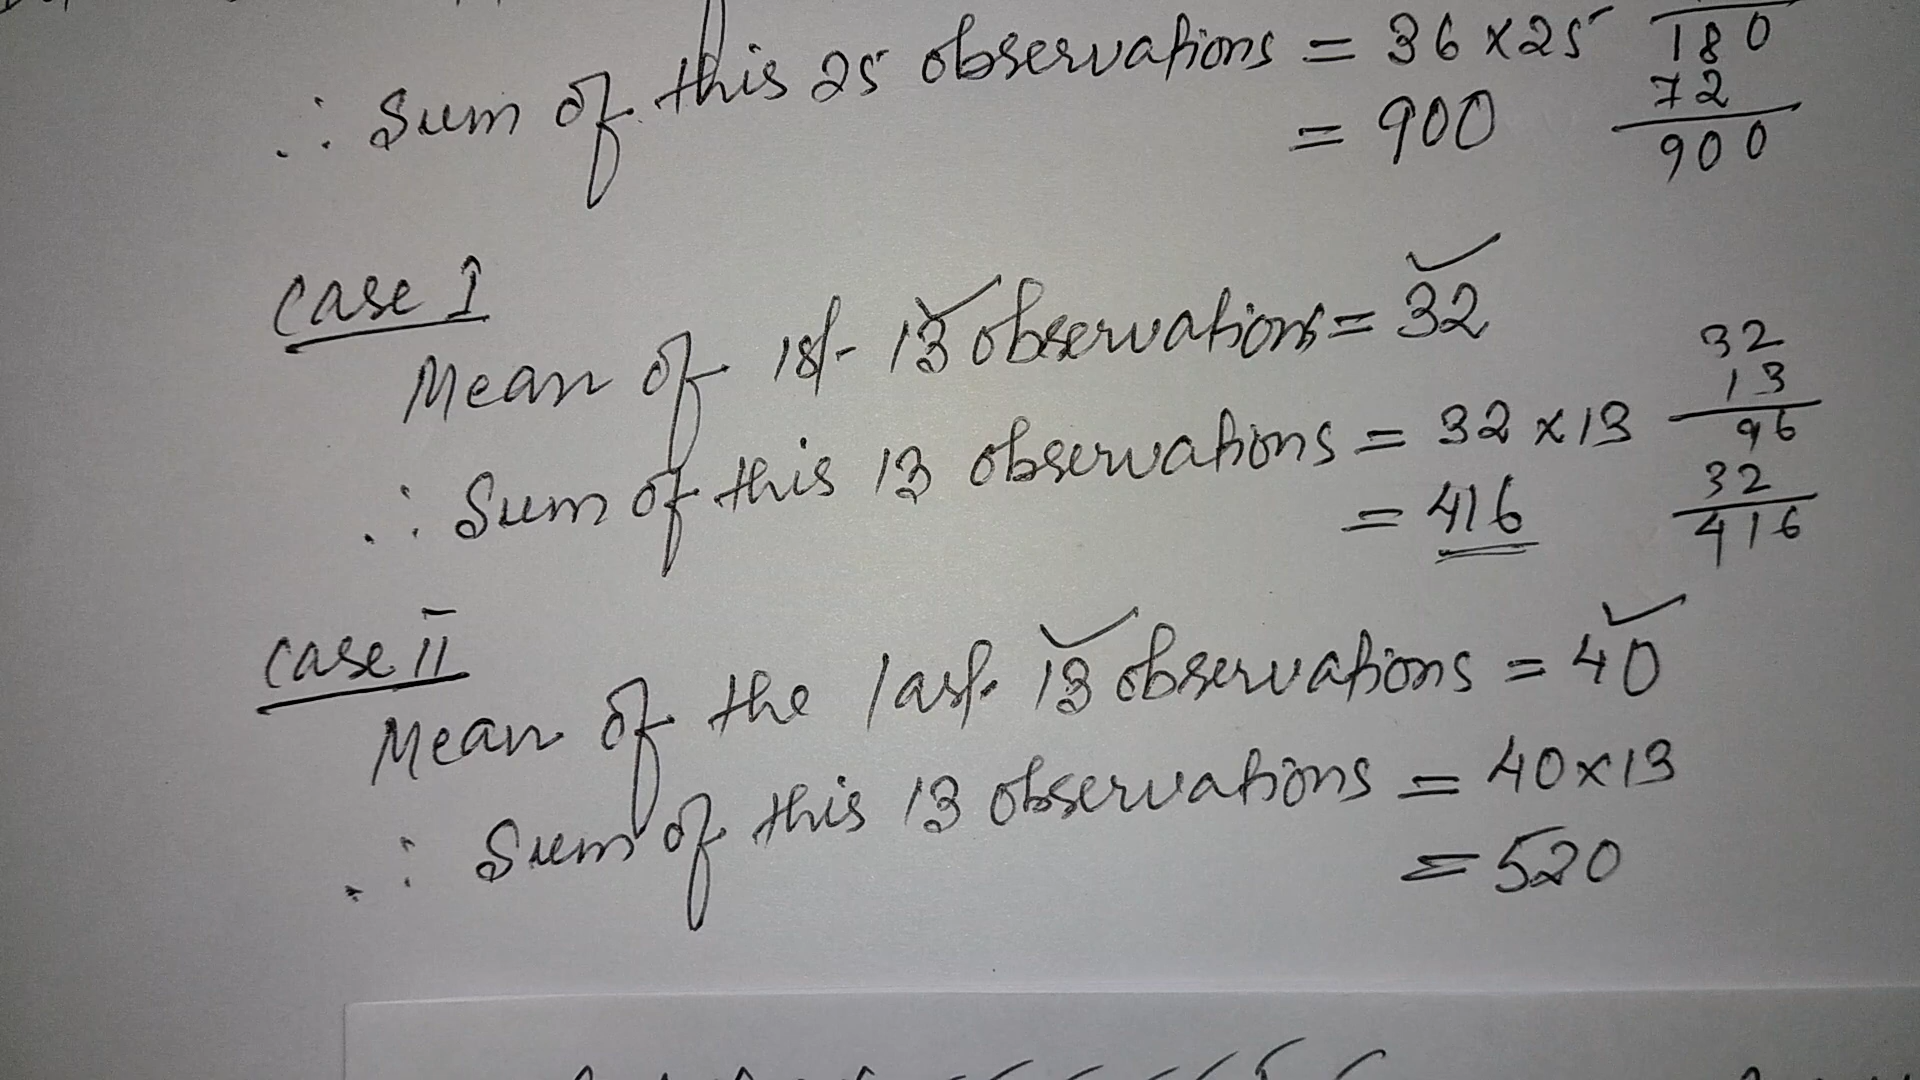 ∴ Sum of this 25 observations = 36 x 25
= 900
180
72
900
Case I
Mean of 1st 13 observations = 32
∴ Sum of this 13 observations = 32 x 13
= 416
32
13
96
32
416
Case II
Mean of the last 13 observations = 40
∴ Sum of this 13 observations = 40 x 13
= 520